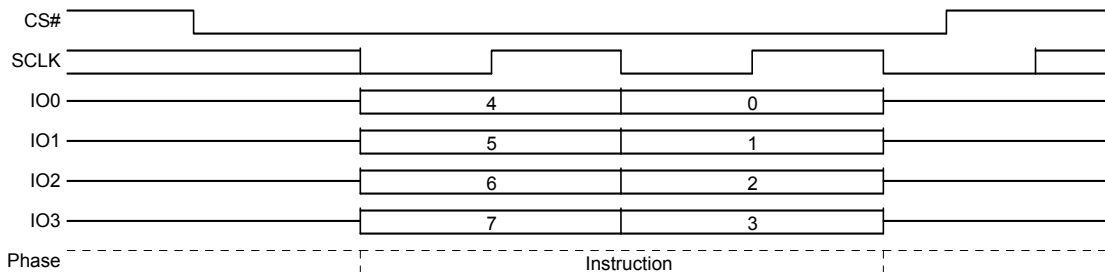 CS#
SCLK
IO0 4 0
IO1 5 1
IO2 6 2
IO3 7 3
Phase Instruction